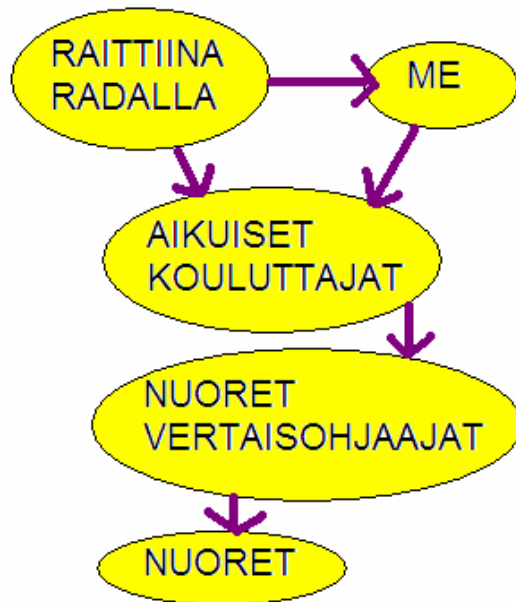 RAITTIINA
RADALLA
ME
AIKUISET
KOULUTTAJAT
NUORET
VERTAISOHJAAJAT
NUORET